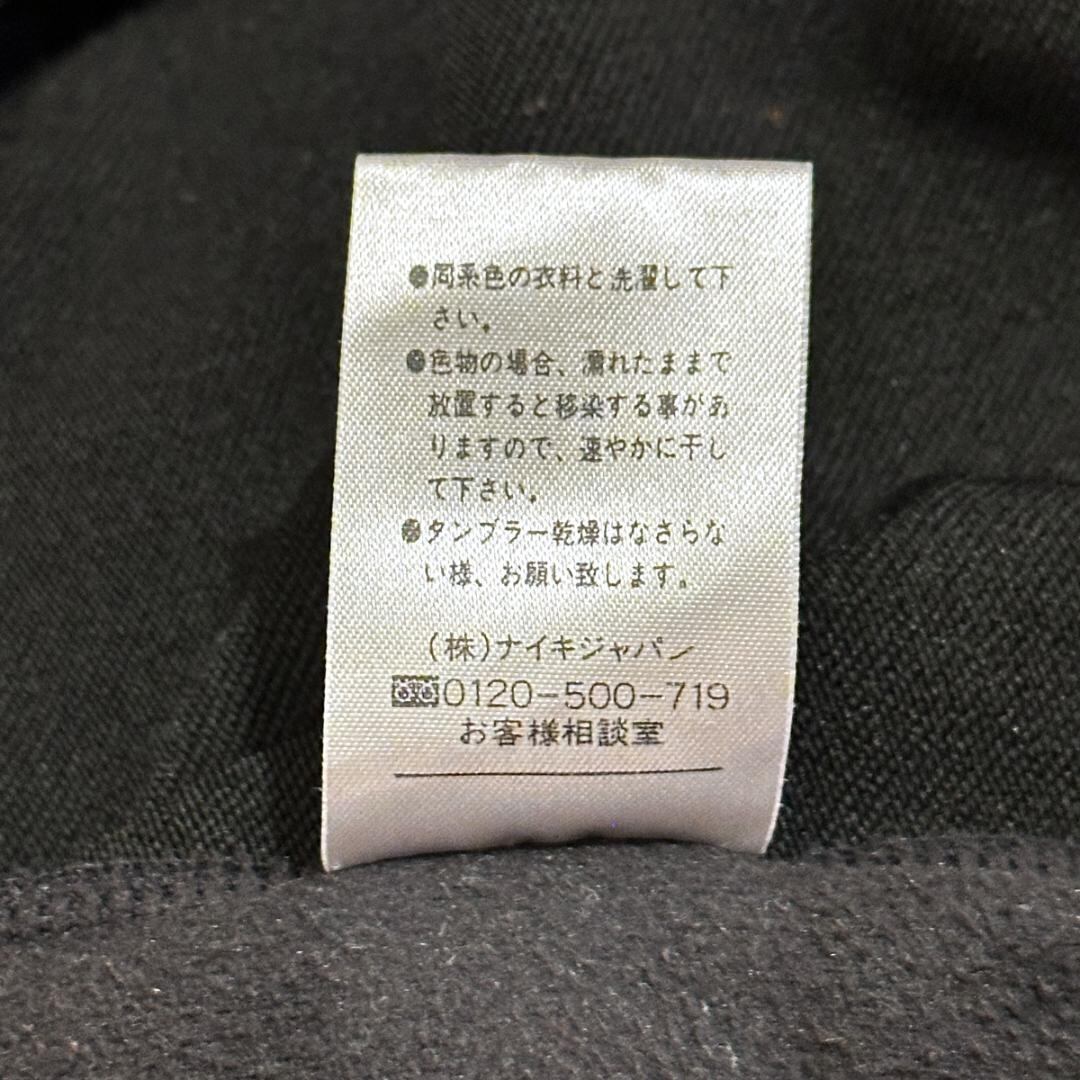 ●同系色の衣料と洗濯して下
さい。
●色物の場合、濡れたままで
放置すると移染する事があ
りますので、速やかに干し
て下さい。
●タンブラー乾燥はなさらな
い様、お願い致します。
(株)ナイキジャパン
0120-500-719
お客様相談室